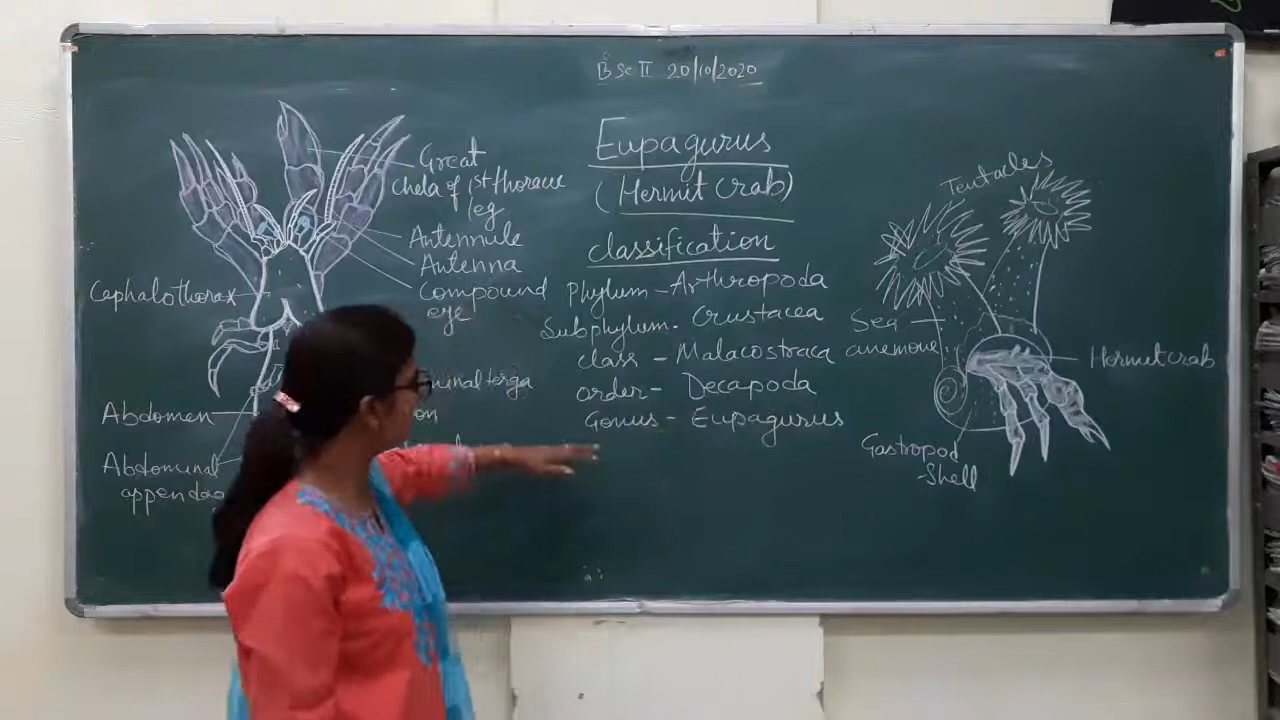 BSc II 20/10/2020
Eupagurus
(Hermit Crab)
Classification
Phylum - Arthropoda
Subphylum - Crustacea
Class - Malacostraca
Order - Decapoda
Genus - Eupagurus
Great
Chela of 1st thoracic
leg
Antennule
Antenna
Compound
eye
Cephalothorax
Abdomen
Abdominal
Tentacles
Sea
anemone
Hermit crab
Gastropod
Shell